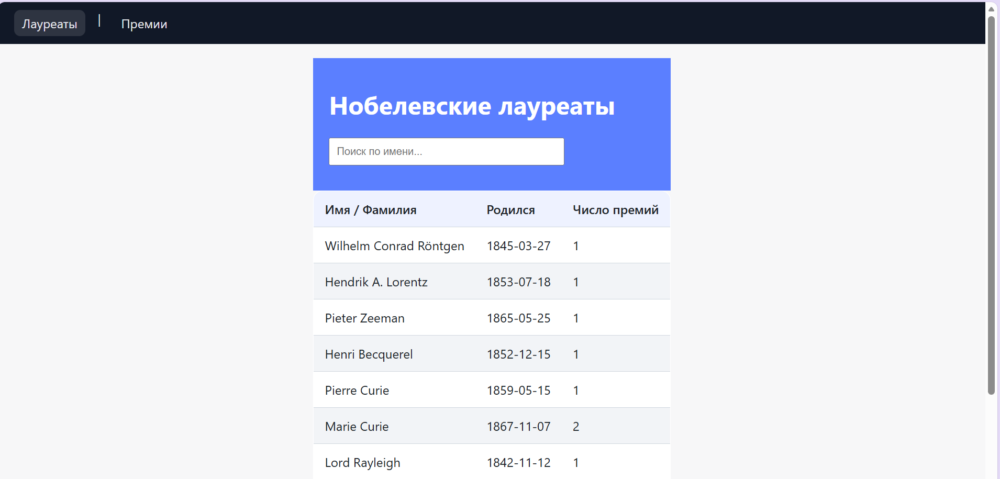 Лауреаты | Премии
Нобелевские лауреаты
Поиск по имени...
Имя / Фамилия Родился Число премий
Wilhelm Conrad Röntgen 1845-03-27 1
Hendrik A. Lorentz 1853-07-18 1
Pieter Zeeman 1865-05-25 1
Henri Becquerel 1852-12-15 1
Pierre Curie 1859-05-15 1
Marie Curie 1867-11-07 2
Lord Rayleigh 1842-11-12 1